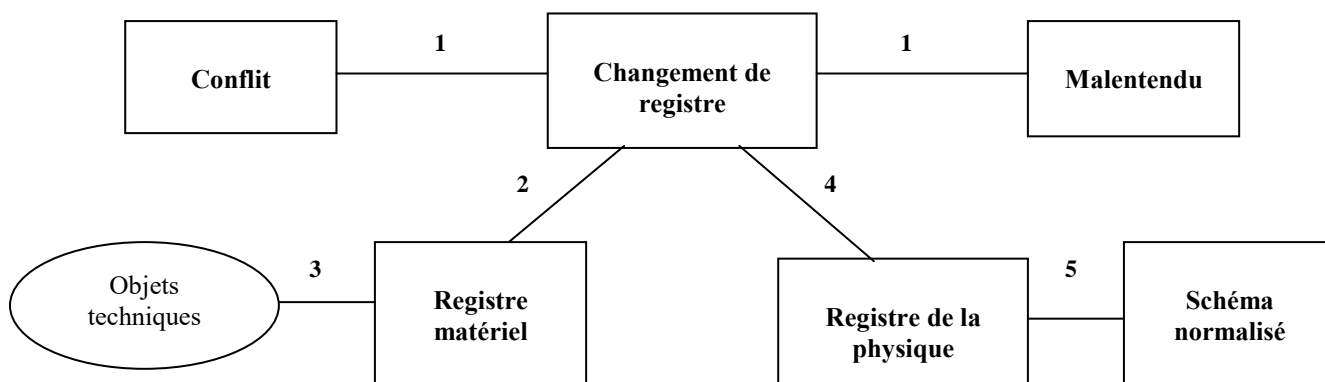 1
1
Conflit
Changement de
registre
Malentendu
2
4
3
5
Objets
techniques
Registre
matériel
Registre de la
physique
Schéma
normalisé